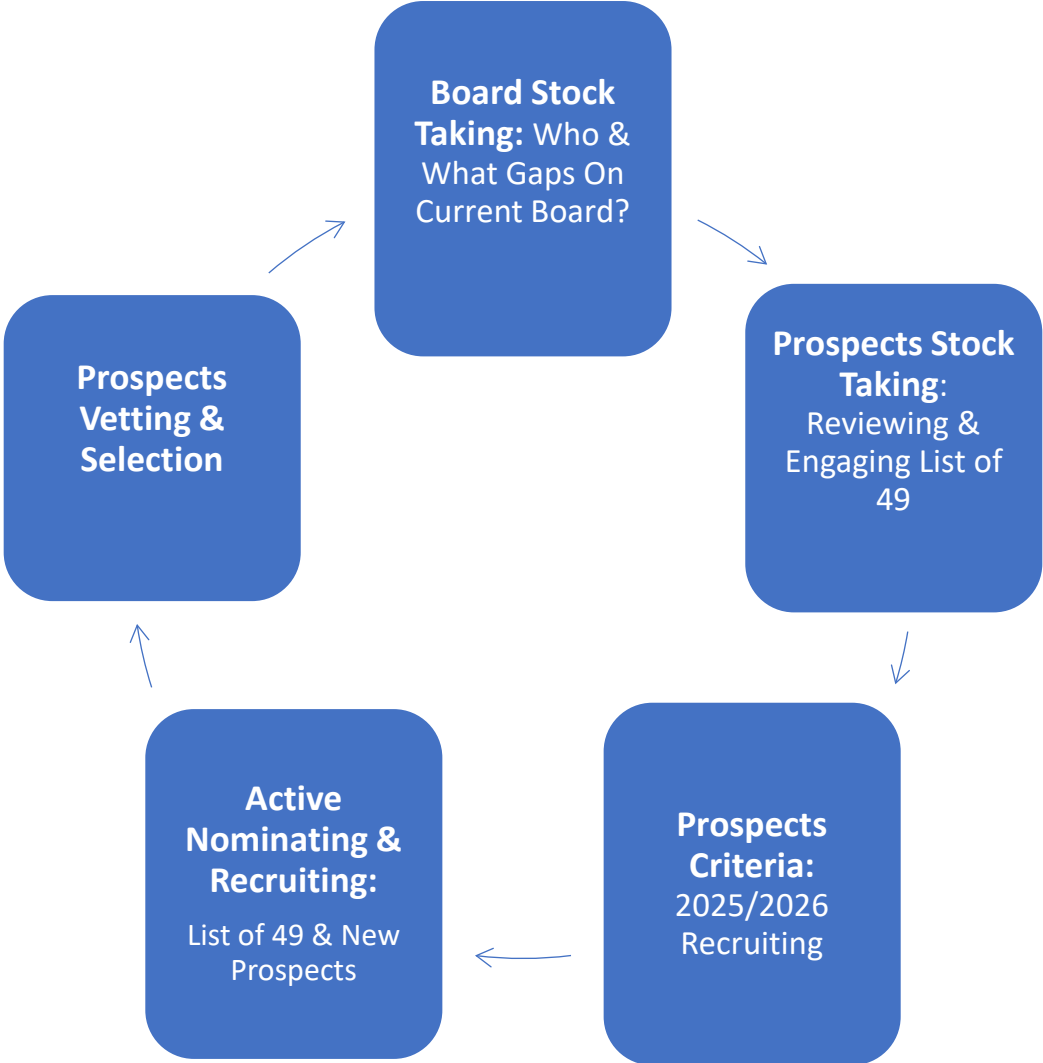 Board Stock
Taking: Who &
What Gaps On
Current Board?
Prospects Stock
Taking:
Reviewing &
Engaging List of
49
Prospects
Criteria:
2025/2026
Recruiting
Active
Nominating &
Recruiting:
List of 49 & New
Prospects
Prospects
Vetting &
Selection